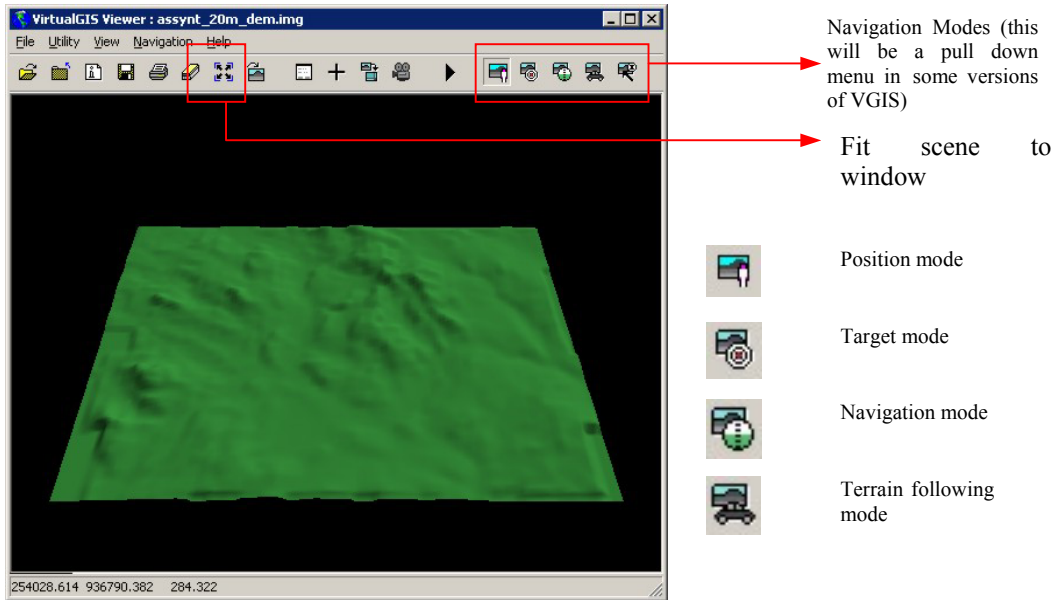 VirtualGIS Viewer : assynt_20m_dem.img
File Utility View Navigation Help
Navigation Modes (this
will be a pull down
menu in some versions
of VGIS)
Fit scene to
window
Position mode
Target mode
Navigation mode
Terrain following
mode
254028.614 936790.382 284.322